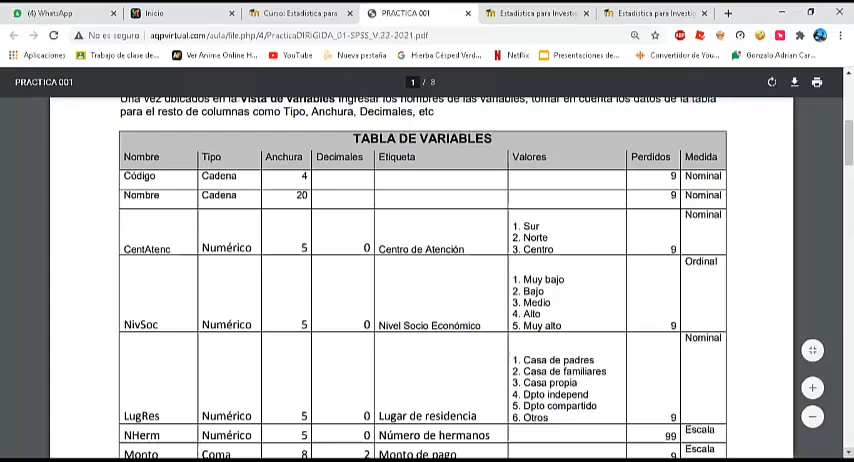 (4) WhatsApp
Inicio
Curso: Estadística para
PRACTICA 001
Estadística para Investig
Estadística para Investig
No es seguro | aqpvirtual.com/aula/file.php/4/PracticaDIRIGIDA_01-SPSS_V.22-2021.pdf
Aplicaciones
Trabajo de clase de...
Ver Anime Online H...
YouTube
Nueva pestaña
Hierba Césped Verd...
Netflix
Presentaciones de...
Convertidor de You...
Gonzalo Adrian Car...
PRACTICA 001
1 / 8
Una vez ubicados en la Vista de Variables ingresar los nombres de las variables, tomar en cuenta los datos de la tabla
para el resto de columnas como Tipo, Anchura, Decimales, etc
TABLA DE VARIABLES
Nombre Tipo Anchura Decimales Etiqueta Valores Perdidos Medida
Código Cadena 4 9 Nominal
Nombre Cadena 20 9 Nominal
Nominal
1. Sur
2. Norte
CentAtenc Numérico 5 0 Centro de Atención 3. Centro 9
Ordinal
1. Muy bajo
2. Bajo
3. Medio
4. Alto
NivSoc Numérico 5 0 Nivel Socio Económico 5. Muy alto 9
Nominal
1. Casa de padres
2. Casa de familiares
3. Casa propia
4. Dpto independ
5. Dpto compartido
LugRes Numérico 5 0 Lugar de residencia 6. Otros 9
NHerm Numérico 5 0 Número de hermanos 99 Escala
Monto Coma 8 2 Monto de pago 9 Escala